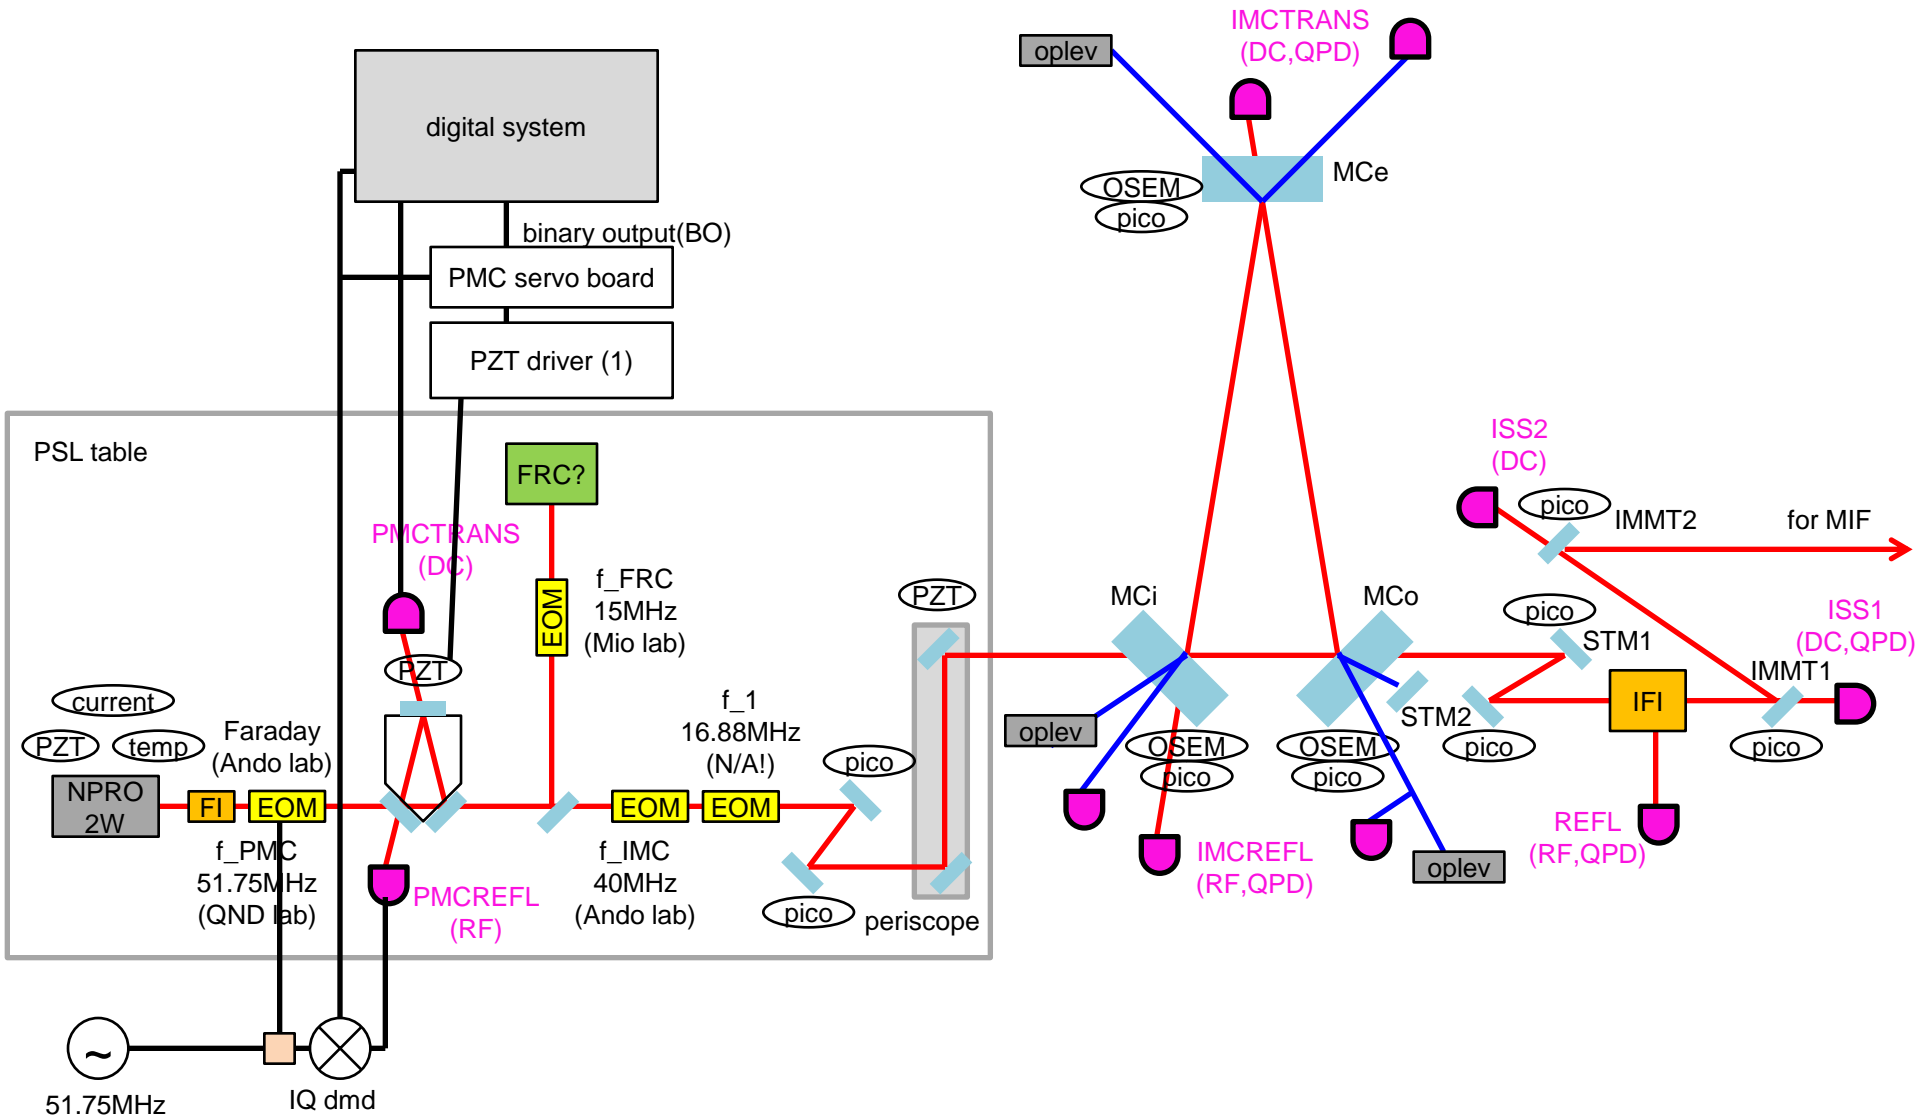 IMCTRANS
(DC,QPD)
oplev
digital system
MCe
OSEM
pico
binary output(BO)
PMC servo board
PZT driver (1)
PSL table
FRC?
PMCTRANS
(DC)
f_FRC
15MHz
(Mio lab)
EOM
PZT
current
PZT
temp
Faraday
(Ando lab)
NPRO
2W
FI
EOM
f_PMC
51.75MHz
(QND lab)
PMCREFL
(RF)
f_1
16.88MHz
(N/A!)
EOM
EOM
f_IMC
40MHz
(Ando lab)
pico
pico
PZT
periscope
MCi
MCo
oplev
OSEM
pico
OSEM
pico
IMCREFL
(RF,QPD)
oplev
ISS2
(DC)
pico
IMMT2
for MIF
pico
STM1
ISS1
(DC,QPD)
IMMT1
STM2
pico
IFI
pico
REFL
(RF,QPD)
~
51.75MHz
IQ dmd